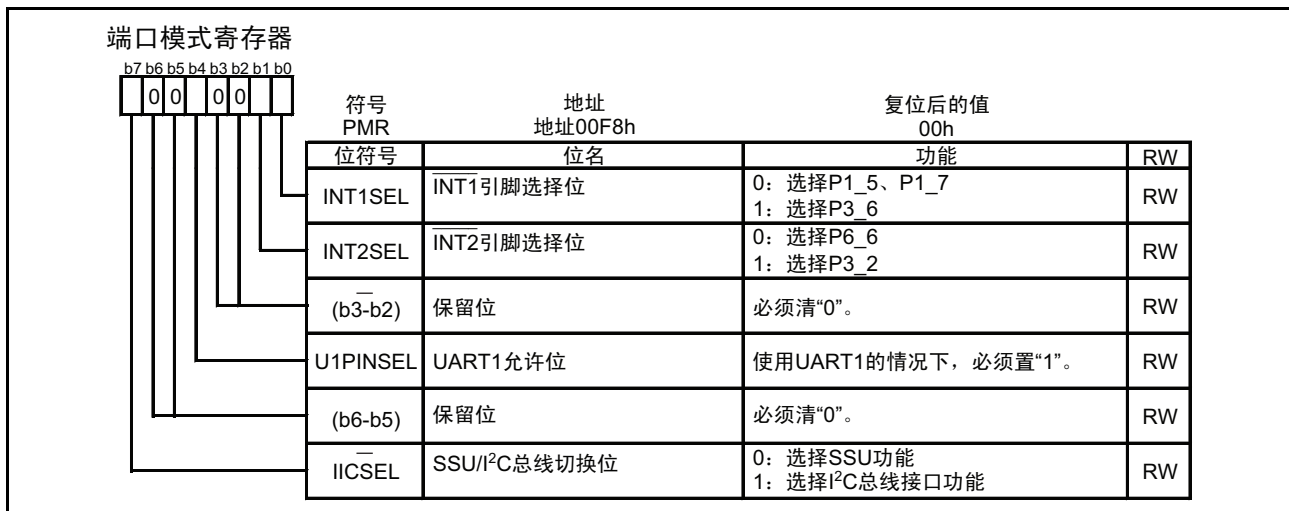 端口模式寄存器
b7 b6 b5 b4 b3 b2 b1 b0
0 0 0 0
符号 地址 复位后的值
PMR 地址00F8h 00h
位符号 位名 功能 RW
INT1SEL INT1引脚选择位 0：选择P1_5、P1_7 RW
1：选择P3_6
INT2SEL INT2引脚选择位 0：选择P6_6 RW
1：选择P3_2
—
(b3-b2) 保留位 必须清“0”。 RW
U1PINSEL UART1允许位 使用UART1的情况下，必须置“1”。 RW
(b6-b5) 保留位 必须清“0”。 RW
—
IICSEL SSU/I²C总线切换位 0：选择SSU功能 RW
1：选择I²C总线接口功能